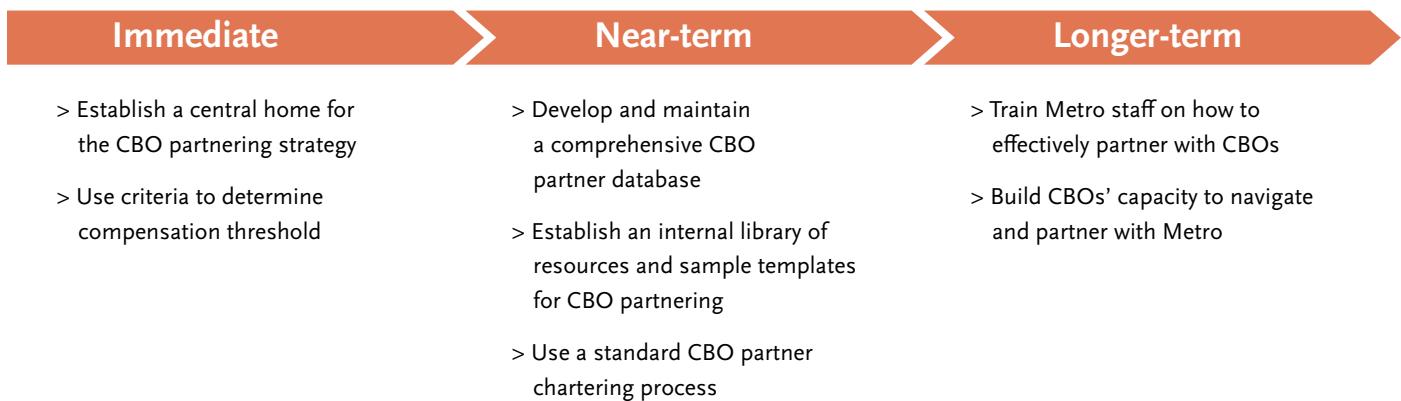 Immediate
> Establish a central home for
the CBO partnering strategy
> Use criteria to determine
compensation threshold
Near-term
> Develop and maintain
a comprehensive CBO
partner database
> Establish an internal library of
resources and sample templates
for CBO partnering
> Use a standard CBO partner
chartering process
Longer-term
> Train Metro staff on how to
effectively partner with CBOs
> Build CBOs’ capacity to navigate
and partner with Metro